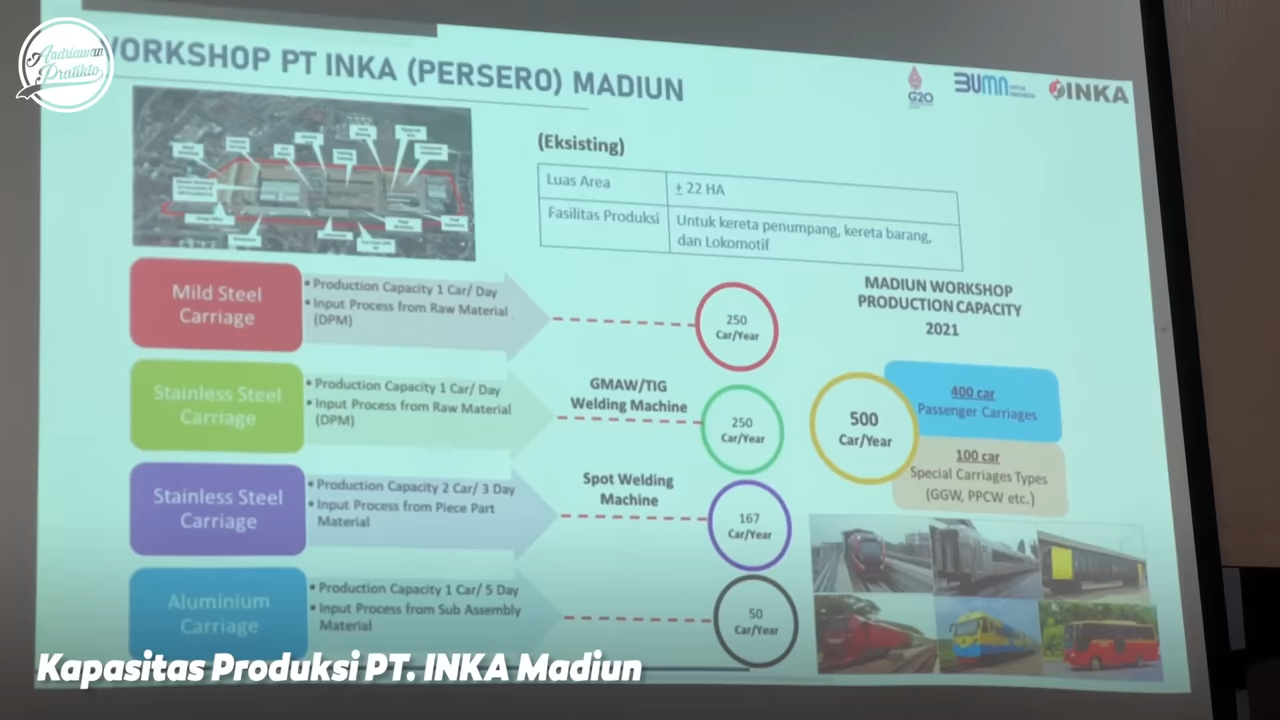 Andriawan
Pratikto
WORKSHOP PT INKA (PERSERO) MADIUN
G20
BUMN
UNTUK
INDONESIA
INKA
(Eksisting)
Luas Area
± 22 HA
Fasilitas Produksi
Untuk kereta penumpang, kereta barang,
dan Lokomotif
Mild Steel
Carriage
• Production Capacity 1 Car/ Day
• Input Process from Raw Material
(DPM)
250
Car/Year
Stainless Steel
Carriage
• Production Capacity 1 Car/ Day
• Input Process from Raw Material
(DPM)
GMAW/TIG
Welding Machine
250
Car/Year
Stainless Steel
Carriage
• Production Capacity 2 Car/ 3 Day
• Input Process from Piece Part
Material
Spot Welding
Machine
167
Car/Year
Aluminium
Carriage
• Production Capacity 1 Car/ 5 Day
• Input Process from Sub Assembly
Material
50
Car/Year
MADIUN WORKSHOP
PRODUCTION CAPACITY
2021
500
Car/Year
400 car
Passenger Carriages
100 car
Special Carriages Types
(GGW, PPCW etc.)
Kapasitas Produksi PT. INKA Madiun